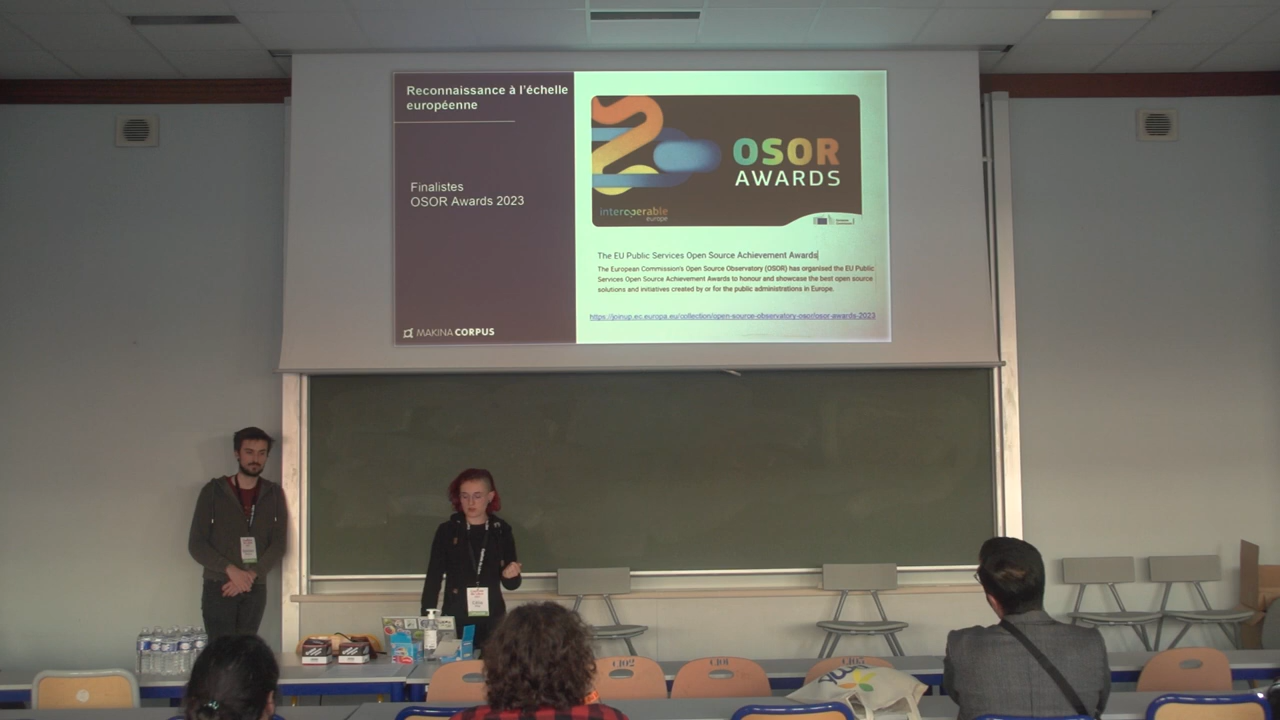 Reconnaissance à l'échelle
européenne
Finalistes
OSOR Awards 2023
MAKINA CORPUS
OSOR
AWARDS
interoperable
europe
The EU Public Services Open Source Achievement Awards
The European Commission's Open Source Observatory (OSOR) has organised the EU Public
Services Open Source Achievement Awards to honour and showcase the best open source
solutions and initiatives created by or for the public administrations in Europe.
https://joinup.ec.europa.eu/collection/open-source-observatory-osor/osor-awards-2023